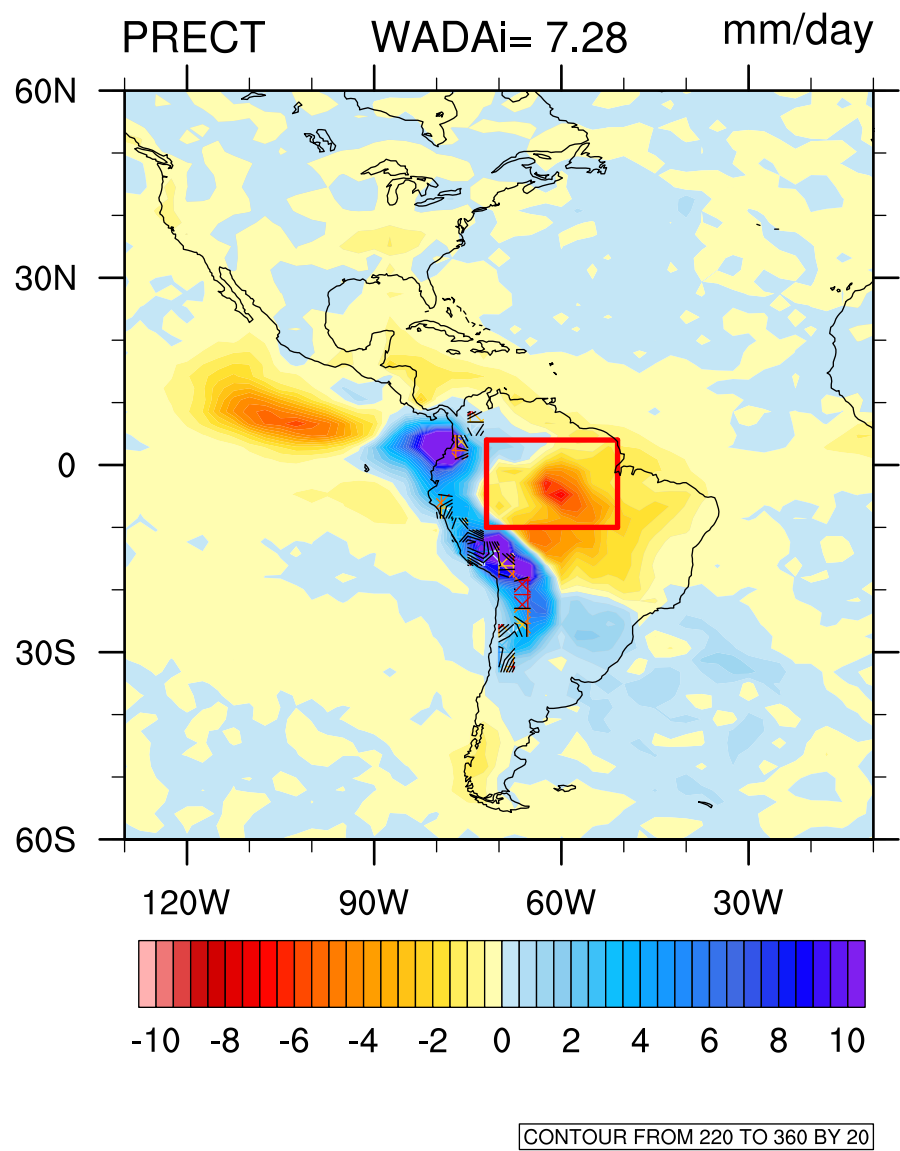 PRECT WADAi= 7.28 mm/day
60N
30N
0
30S
60S
120W 90W 60W 30W
-10 -8 -6 -4 -2 0 2 4 6 8 10
CONTOUR FROM 220 TO 360 BY 20